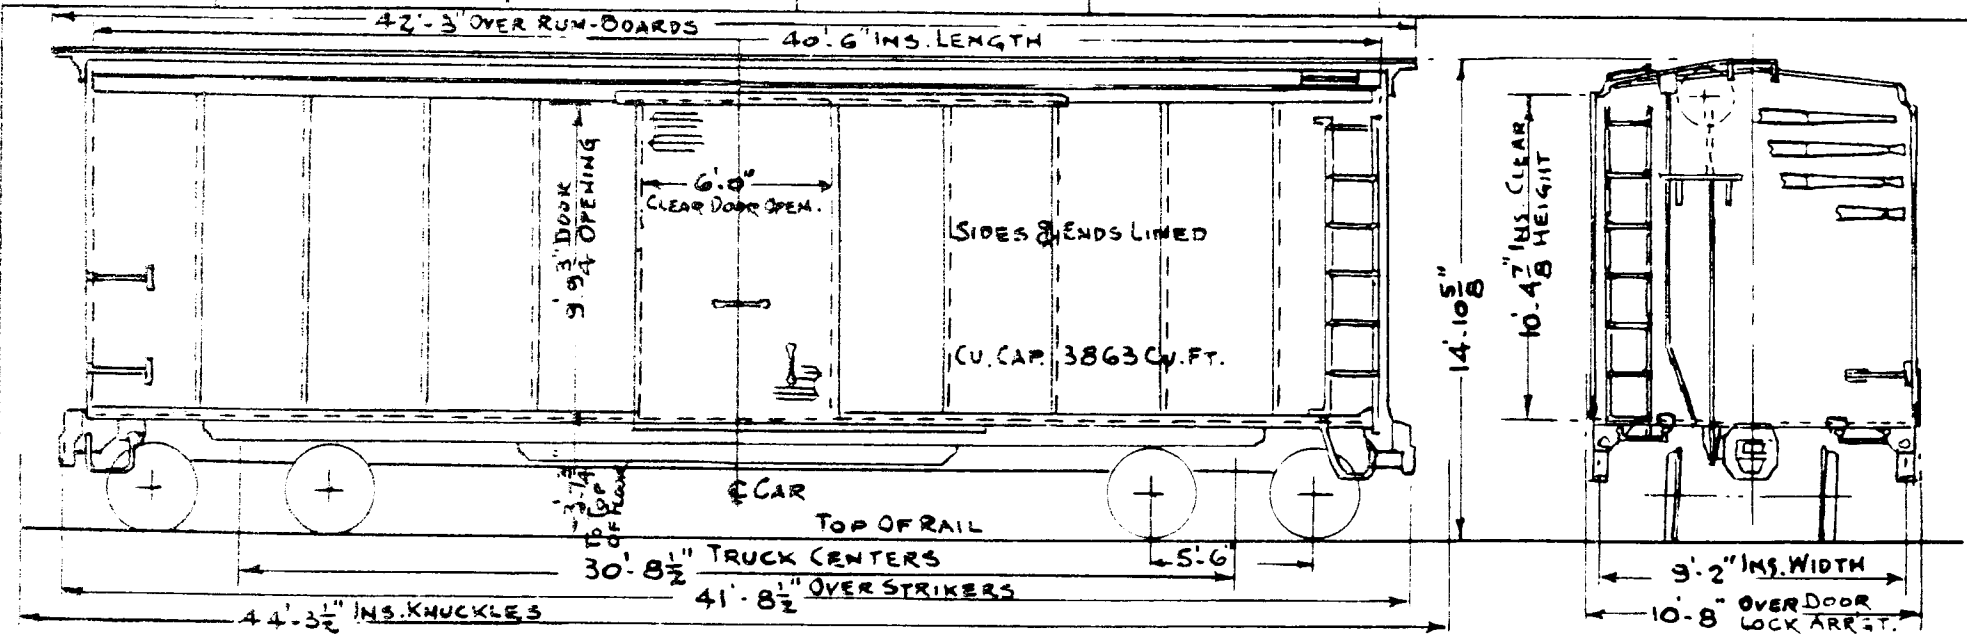 42'-3" OVER RUN-BOARDS
40'-6" INS. LENGTH
9'-9 3/4" DOOR
OPENING
6'-0"
CLEAR DOOR OPEN.
SIDES & ENDS LINED
CU. CAP. 3863 CU. FT.
14'-10 5/8"
10'-4 7/8" INS. CLEAR
HEIGHT
TO TOP
OF FLOOR
℄ CAR
TOP OF RAIL
30'-8 1/2" TRUCK CENTERS
5'-6"
41'-8 1/2" OVER STRIKERS
44'-3 1/2" INS. KNUCKLES
9'-2" INS. WIDTH
10'-8" OVER DOOR
LOCK ARR'GT.